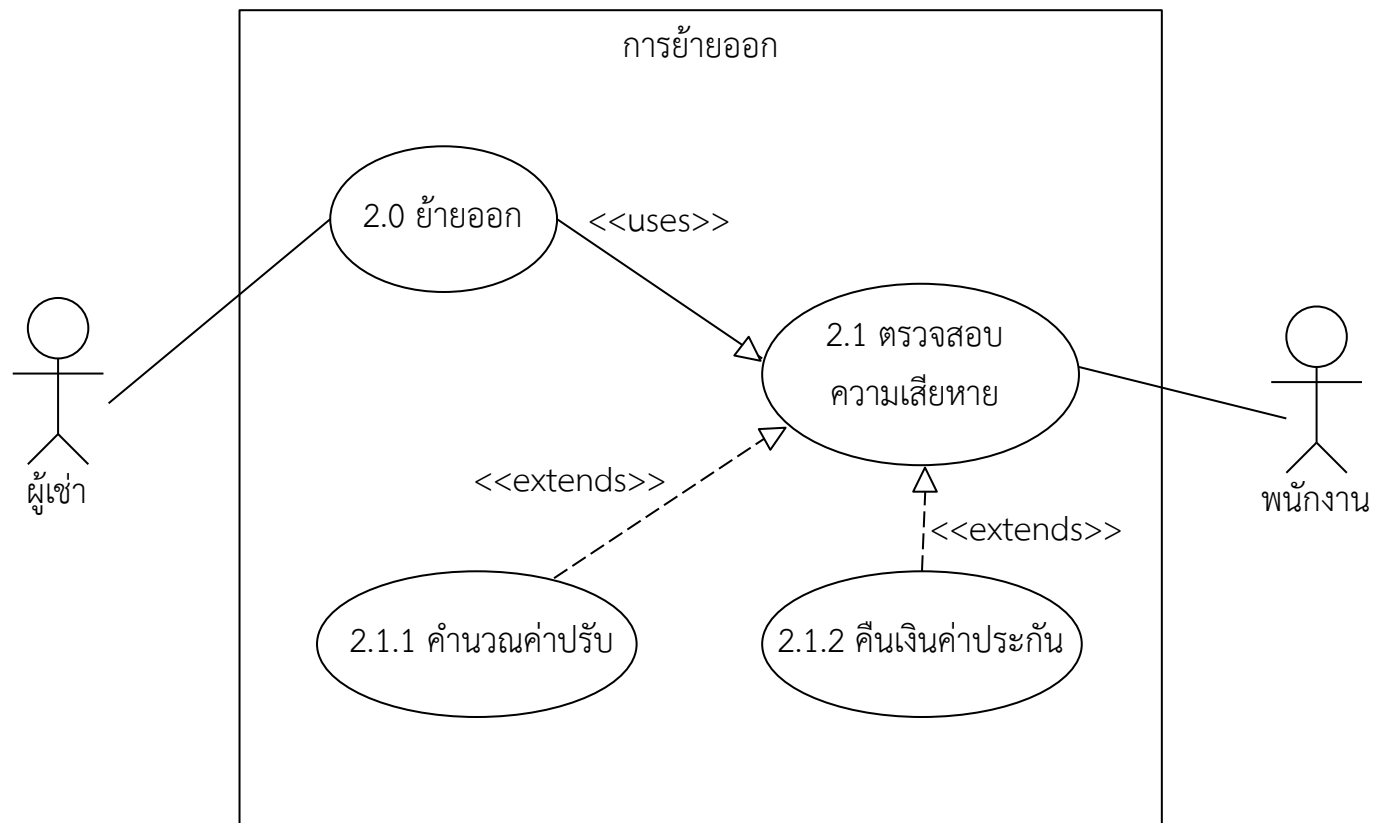 การย้ายออก
2.0 ย้ายออก
<<uses>>
2.1 ตรวจสอบ
ความเสียหาย
<<extends>>
ผู้เช่า
พนักงาน
<<extends>>
2.1.1 คำนวณค่าปรับ
2.1.2 คืนเงินค่าประกัน